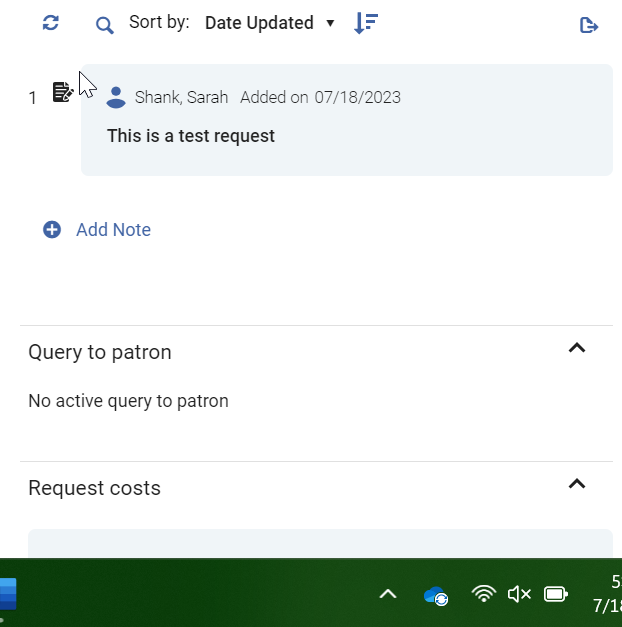 Sort by: Date Updated
1 Shank, Sarah Added on 07/18/2023
This is a test request
Add Note
Query to patron
No active query to patron
Request costs